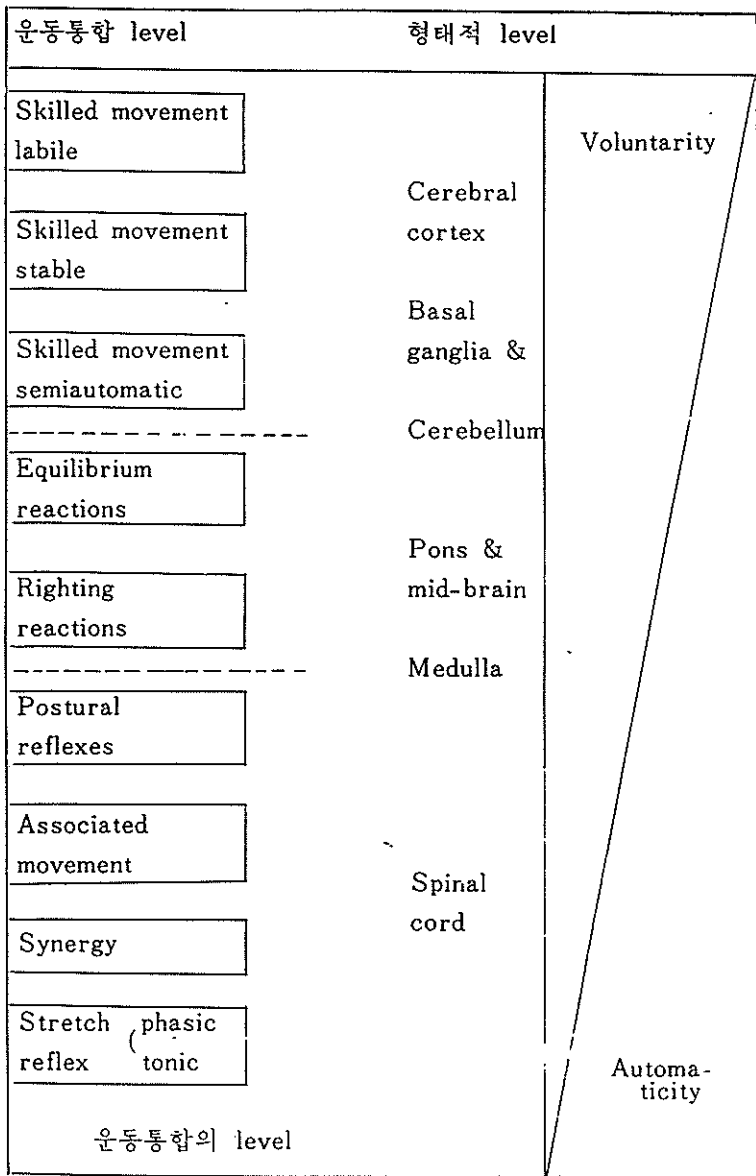 운동통합 level
형태적 level
Skilled movement
labile
Voluntarity
Cerebral
cortex
Skilled movement
stable
Basal
ganglia &
Skilled movement
semiautomatic
Cerebellum
Equilibrium
reactions
Pons &
mid-brain
Righting
reactions
Medulla
Postural
reflexes
Associated
movement
Spinal
cord
Synergy
Stretch ( phasic
reflex tonic
Automa-
ticity
운동통합의 level